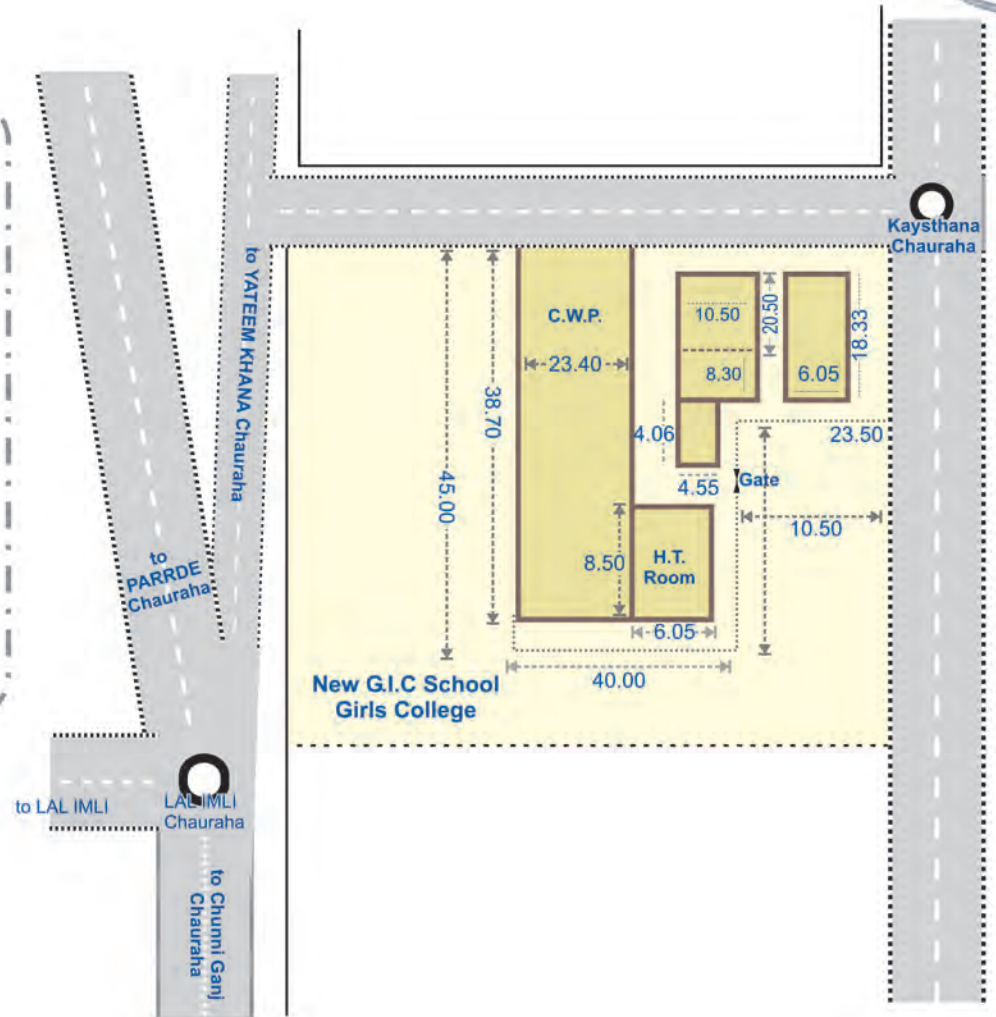 Kaysthana
Chauraha
to YATEEM KHANA Chauraha
C.W.P.
23.40
38.70
45.00
10.50
20.50
8.30
6.05
18.33
4.06
4.55
23.50
Gate
10.50
8.50
H.T.
Room
6.05
40.00
to
PARRDE
Chauraha
New G.I.C School
Girls College
to LAL IMLI
LAL IMLI
Chauraha
to Chunni Ganj
Chauraha